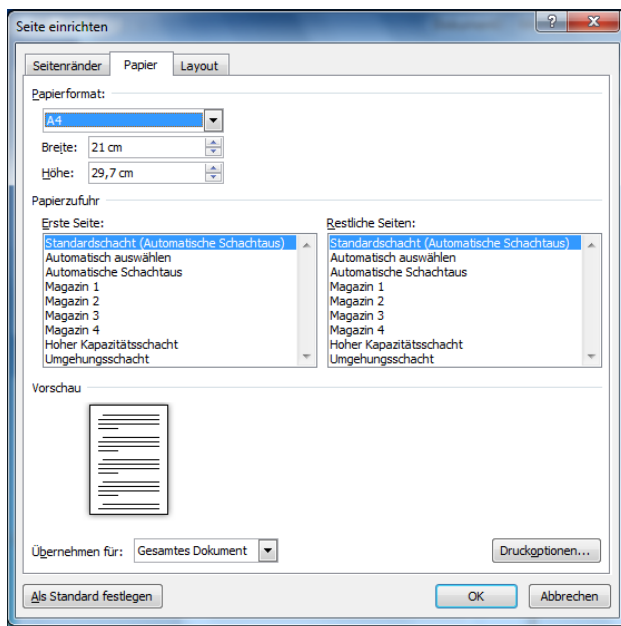 Seite einrichten
Seitenränder Papier Layout
Papierformat:
A4
Breite: 21 cm
Höhe: 29,7 cm
Papierzufuhr
Erste Seite: Restliche Seiten:
Standardschacht (Automatische Schachtaus) Standardschacht (Automatische Schachtaus)
Automatisch auswählen Automatisch auswählen
Automatische Schachtaus Automatische Schachtaus
Magazin 1 Magazin 1
Magazin 2 Magazin 2
Magazin 3 Magazin 3
Magazin 4 Magazin 4
Hoher Kapazitätsschacht Hoher Kapazitätsschacht
Umgehungsschacht Umgehungsschacht
Vorschau
Übernehmen für: Gesamtes Dokument Druckoptionen...
Als Standard festlegen OK Abbrechen